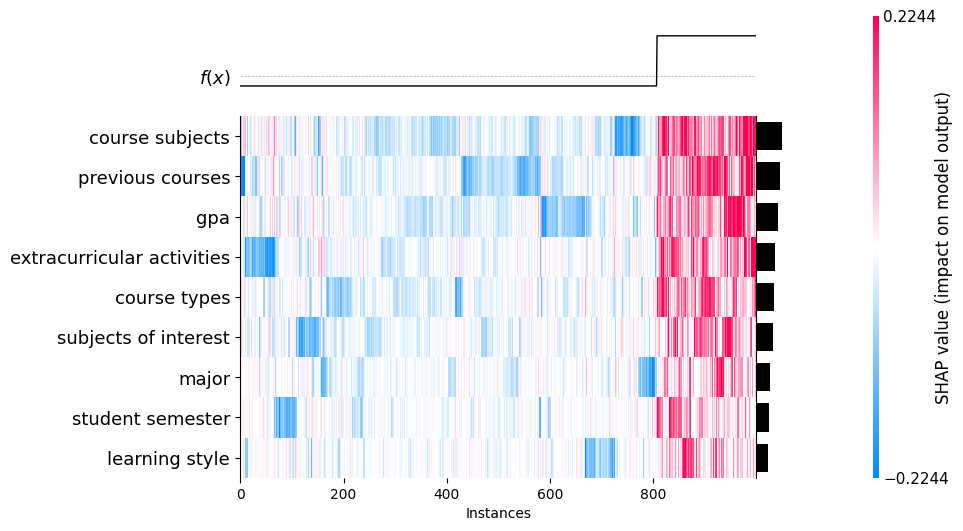 0.2244
f(x)
course subjects
previous courses
gpa
extracurricular activities
course types
subjects of interest
major
student semester
learning style
0 200 400 600 800
Instances
SHAP value (impact on model output)
−0.2244